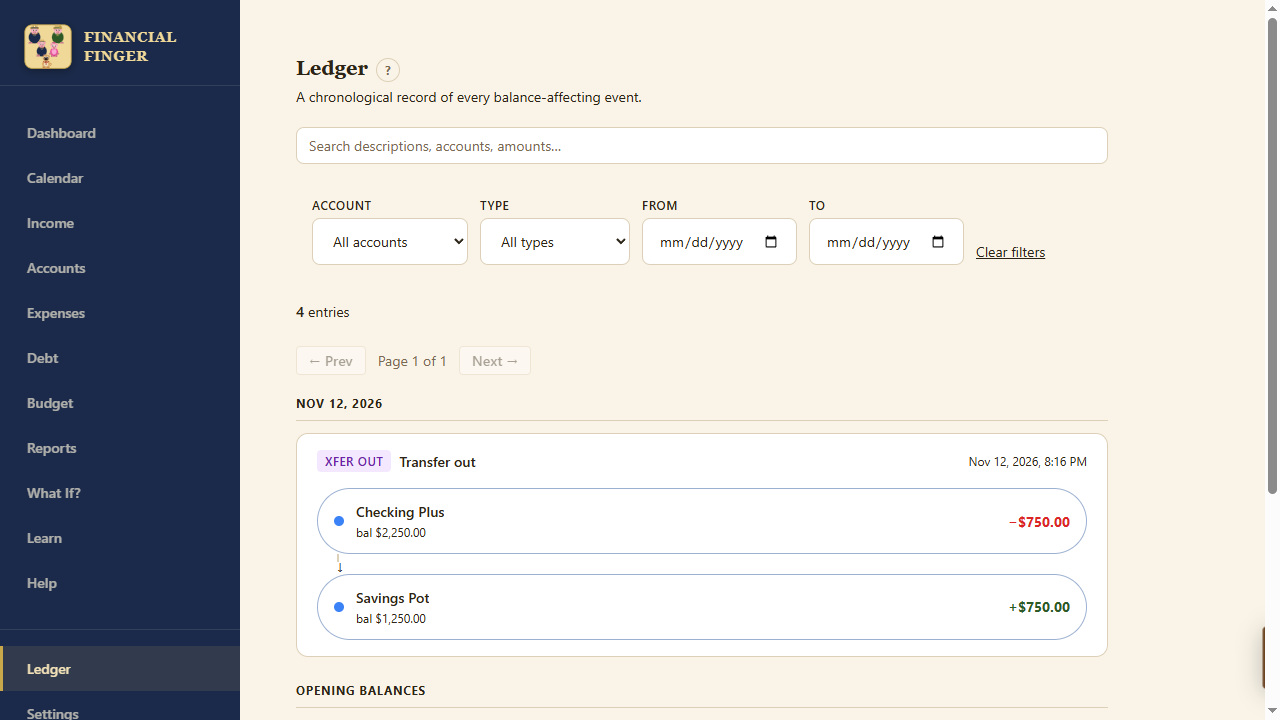 FINANCIAL
FINGER
Dashboard
Calendar
Income
Accounts
Expenses
Debt
Budget
Reports
What If?
Learn
Help
Ledger
Settings
Ledger ?
A chronological record of every balance-affecting event.
Search descriptions, accounts, amounts...
ACCOUNT TYPE FROM TO
All accounts All types mm/dd/yyyy mm/dd/yyyy Clear filters
4 entries
← Prev Page 1 of 1 Next →
NOV 12, 2026
XFER OUT Transfer out Nov 12, 2026, 8:16 PM
Checking Plus
bal $2,250.00
−$750.00
↓
Savings Pot
bal $1,250.00
+$750.00
OPENING BALANCES